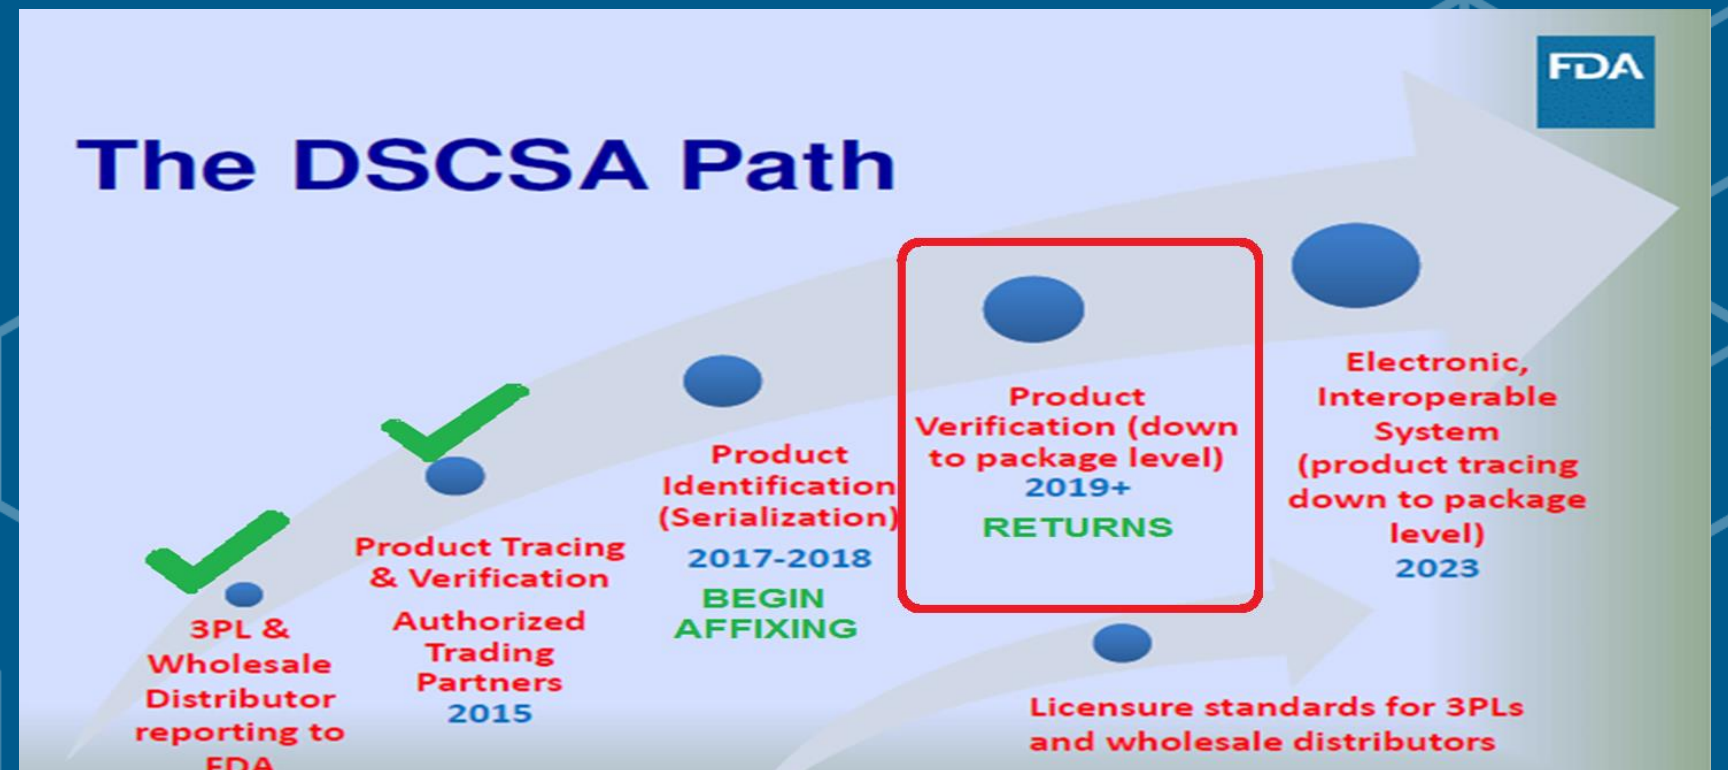 FDA
The DSCSA Path
3PL &
Wholesale
Distributor
reporting to
FDA
Product Tracing
& Verification
Authorized
Trading
Partners
2015
Product
Identification
(Serialization)
2017-2018
BEGIN
AFFIXING
Product
Verification (down
to package level)
2019+
RETURNS
Electronic,
Interoperable
System
(product tracing
down to package
level)
2023
Licensure standards for 3PLs
and wholesale distributors